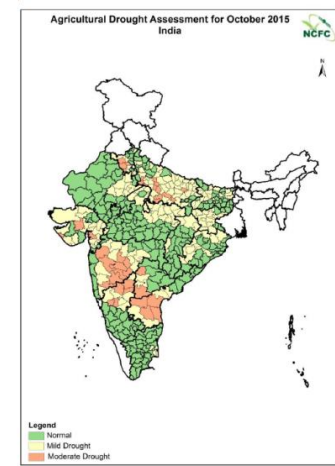 Agricultural Drought Assessment for October 2015
India
NCFC
N
Legend
Normal
Mild Drought
Moderate Drought